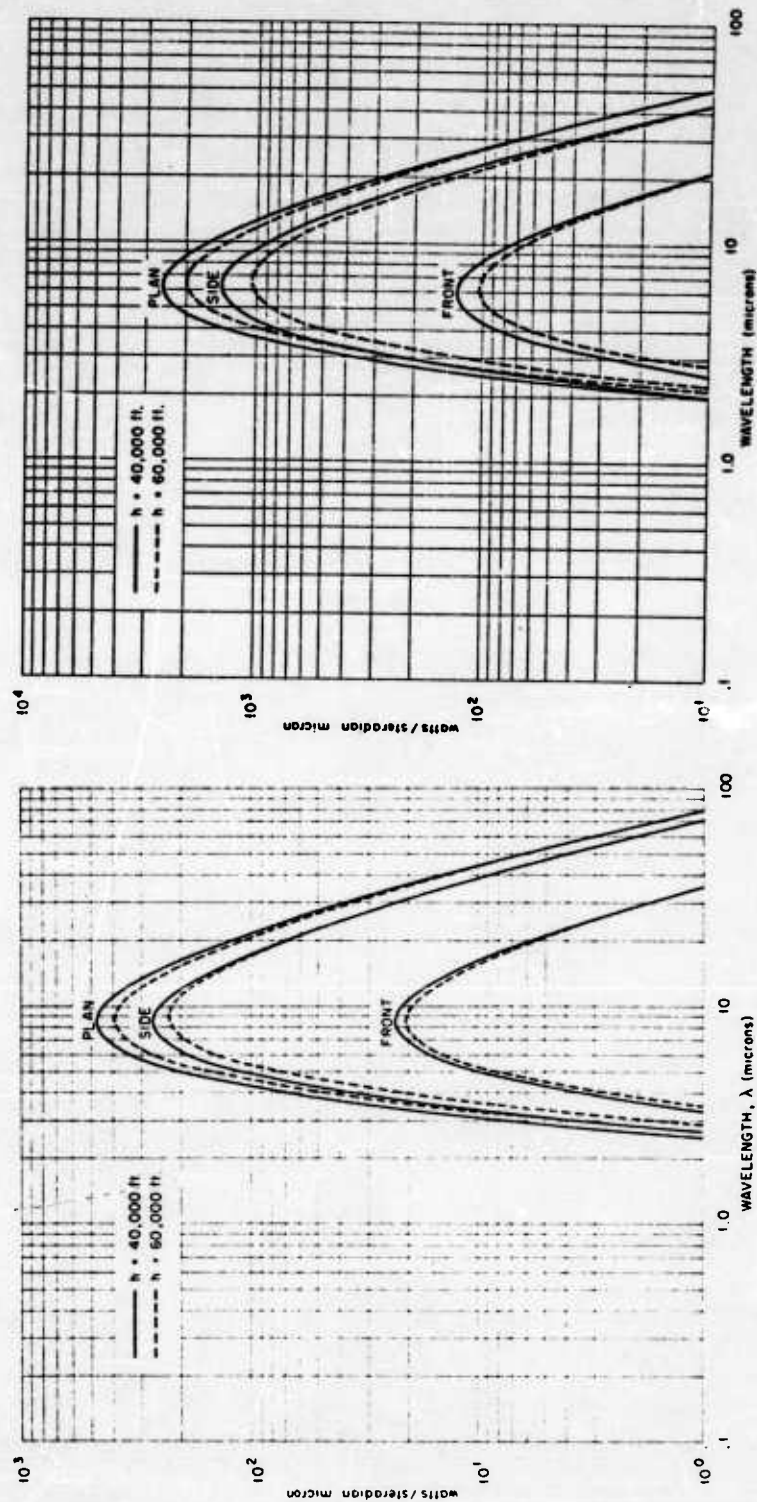 10³
10²
10¹
10⁰
watts/steradian micron
h = 40,000 ft
h = 60,000 ft
PLAN
SIDE
FRONT
.1
1.0
10
100
WAVELENGTH, λ (microns)
10⁴
10³
10²
10¹
watts/steradian micron
h = 40,000 ft.
h = 60,000 ft.
PLAN
SIDE
FRONT
.1
1.0
10
100
WAVELENGTH (microns)